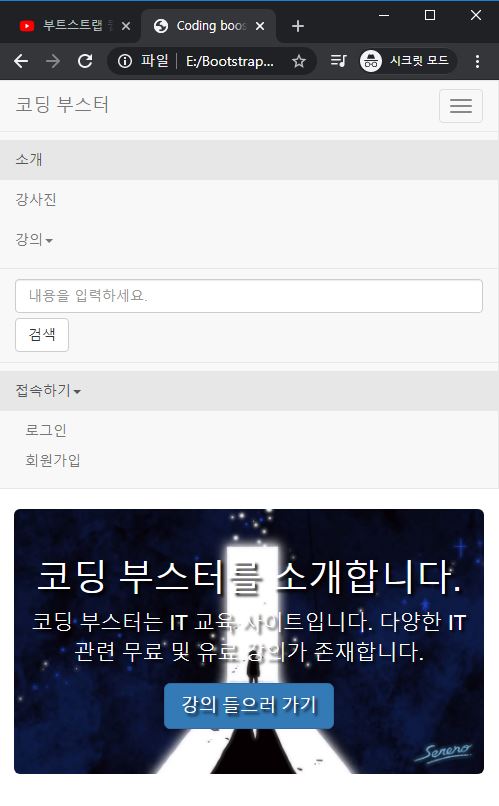 부트스트랩
Coding boos
파일 E:/Bootstrap... 시크릿 모드
코딩 부스터
소개
강사진
강의
내용을 입력하세요.
검색
접속하기
로그인
회원가입
코딩 부스터를 소개합니다.
코딩 부스터는 IT 교육 사이트입니다. 다양한 IT
관련 무료 및 유료 강의가 존재합니다.
강의 들으러 가기
Sereno